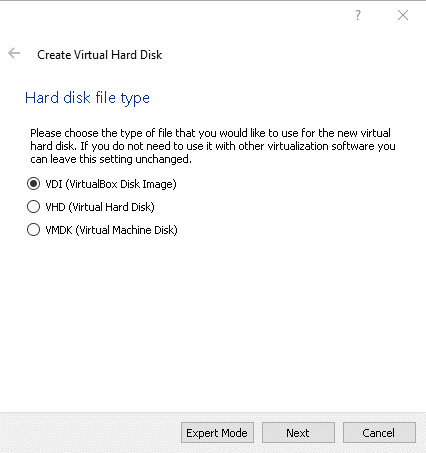 ?
Create Virtual Hard Disk
Hard disk file type
Please choose the type of file that you would like to use for the new virtual
hard disk. If you do not need to use it with other virtualization software you
can leave this setting unchanged.
VDI (VirtualBox Disk Image)
VHD (Virtual Hard Disk)
VMDK (Virtual Machine Disk)
Expert Mode Next Cancel